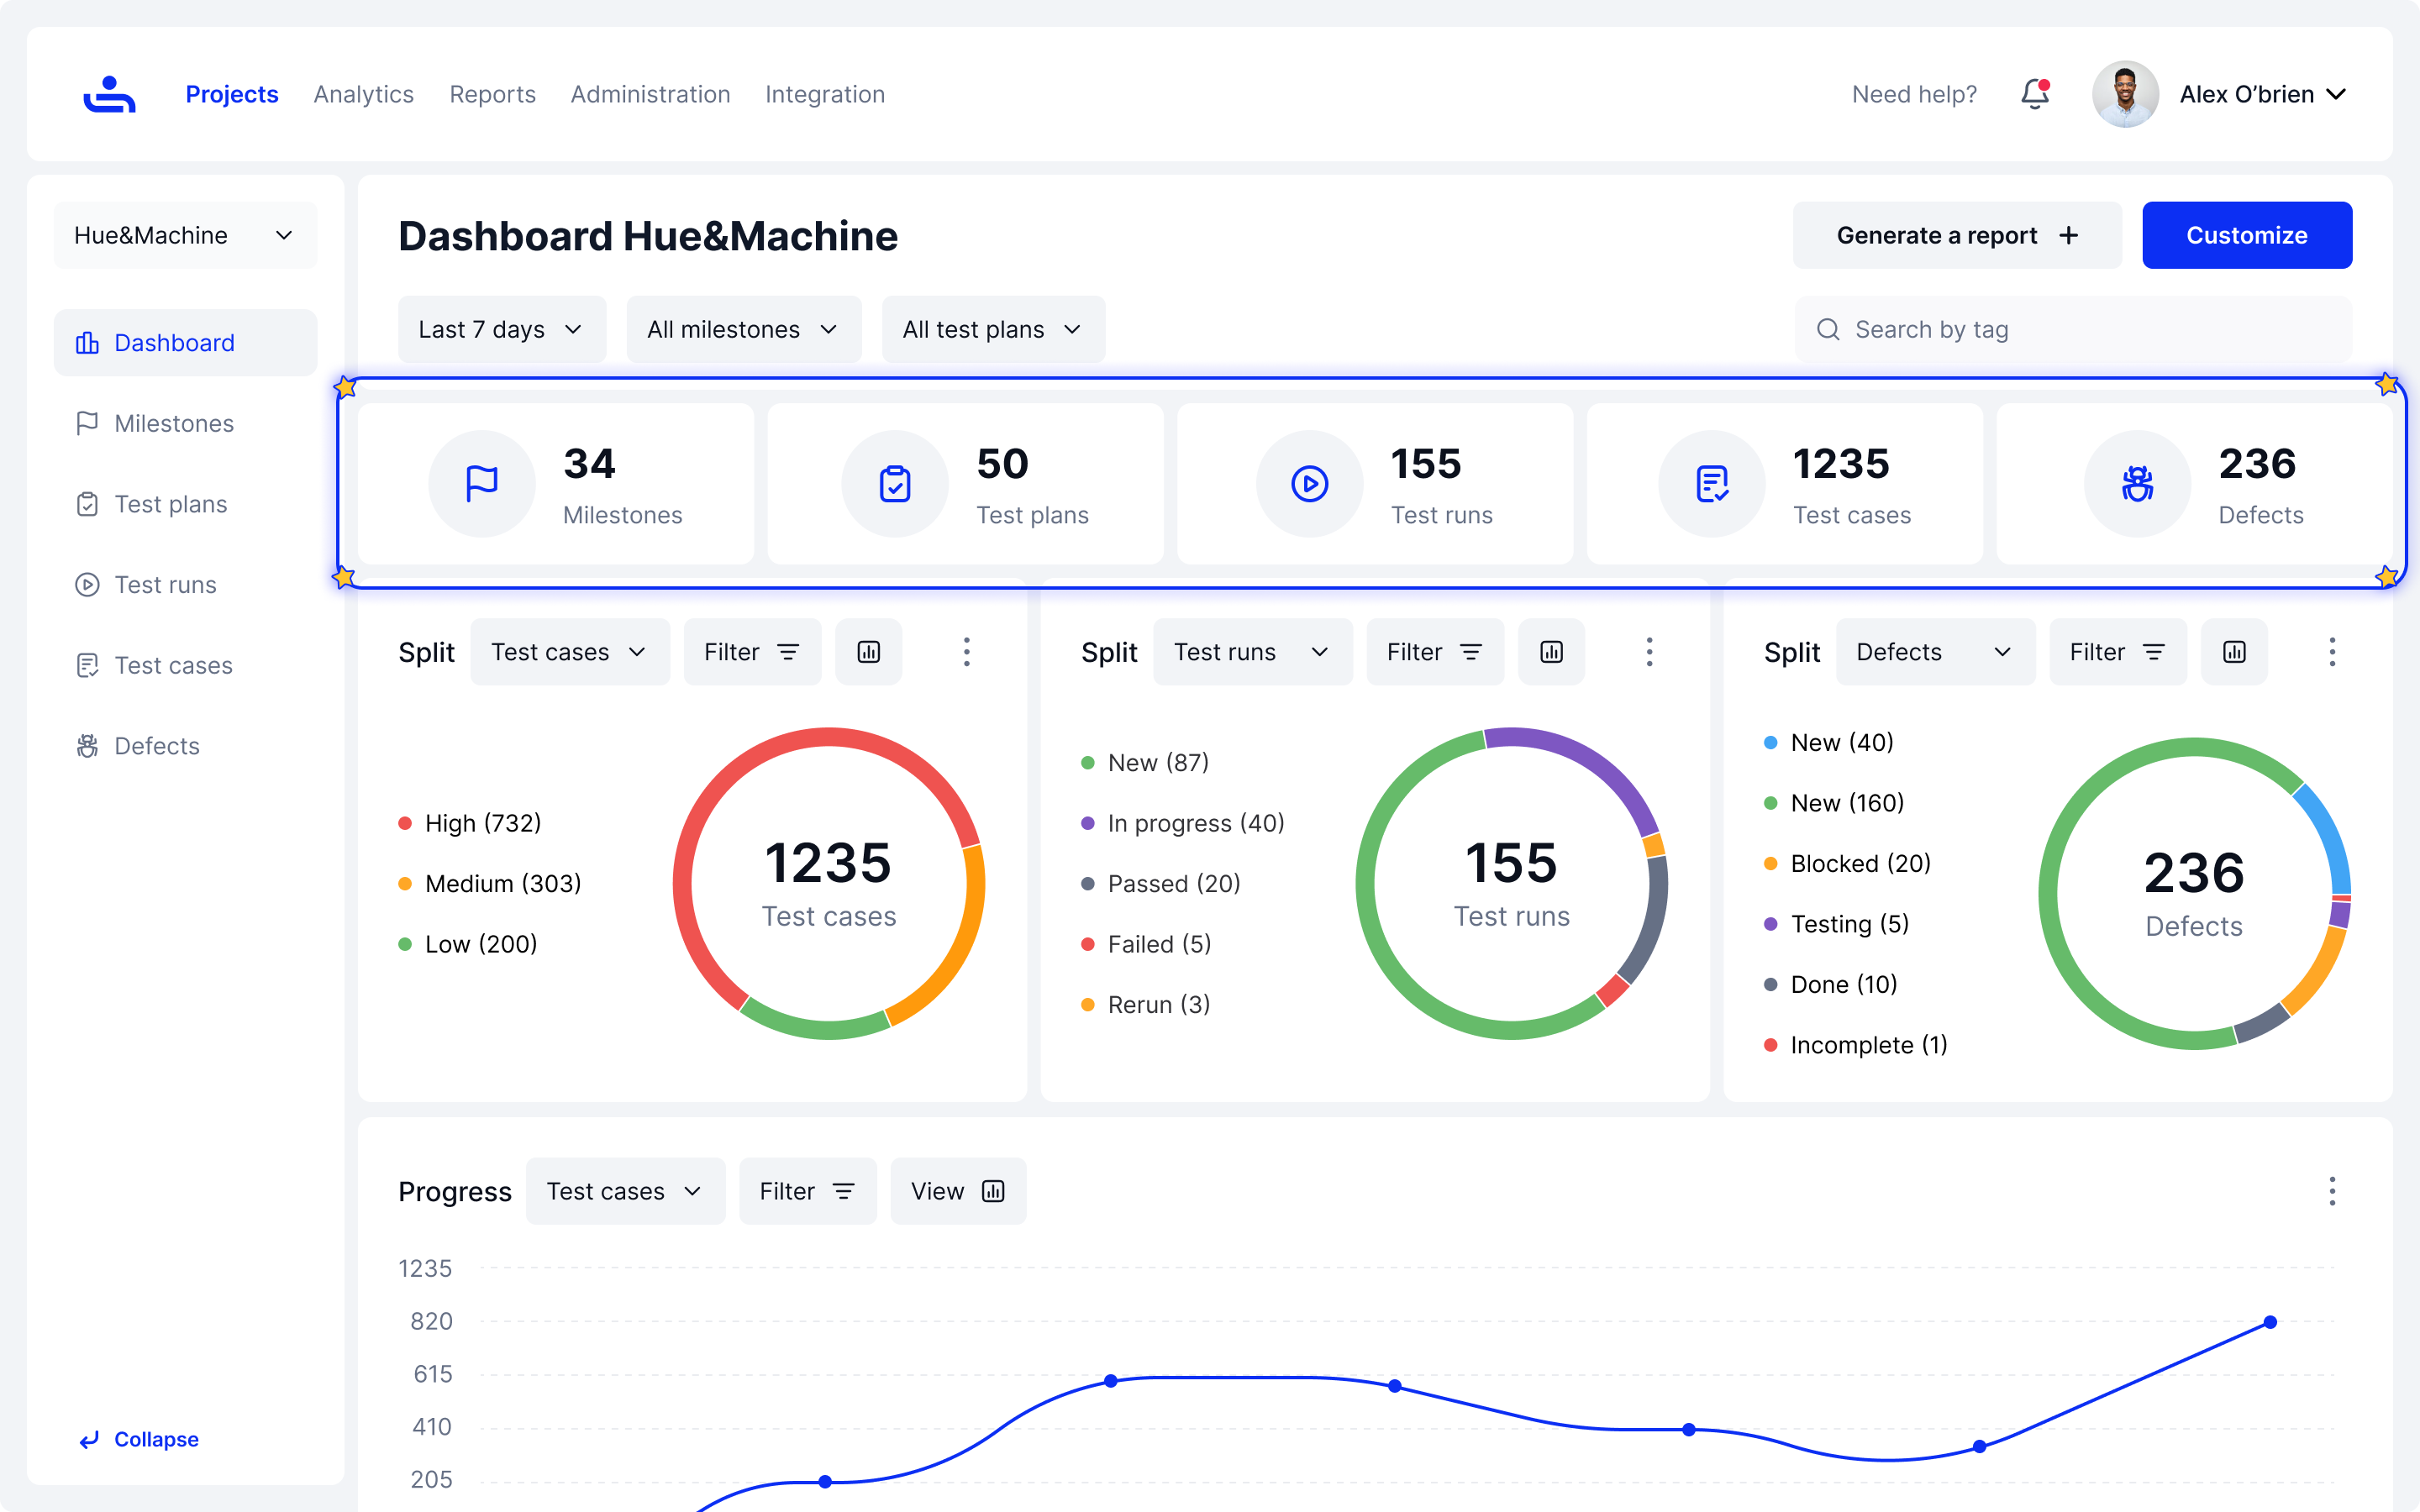 Projects Analytics Reports Administration Integration Need help? Alex O’brien
Hue&Machine
Dashboard
Milestones
Test plans
Test runs
Test cases
Defects
Collapse
Dashboard Hue&Machine Generate a report Customize
Last 7 days All milestones All test plans Search by tag
34
Milestones
50
Test plans
155
Test runs
1235
Test cases
236
Defects
Split Test cases Filter
High (732)
Medium (303)
Low (200)
1235
Test cases
Split Test runs Filter
New (87)
In progress (40)
Passed (20)
Failed (5)
Rerun (3)
155
Test runs
Split Defects Filter
New (40)
New (160)
Blocked (20)
Testing (5)
Done (10)
Incomplete (1)
236
Defects
Progress Test cases Filter View
1235
820
615
410
205